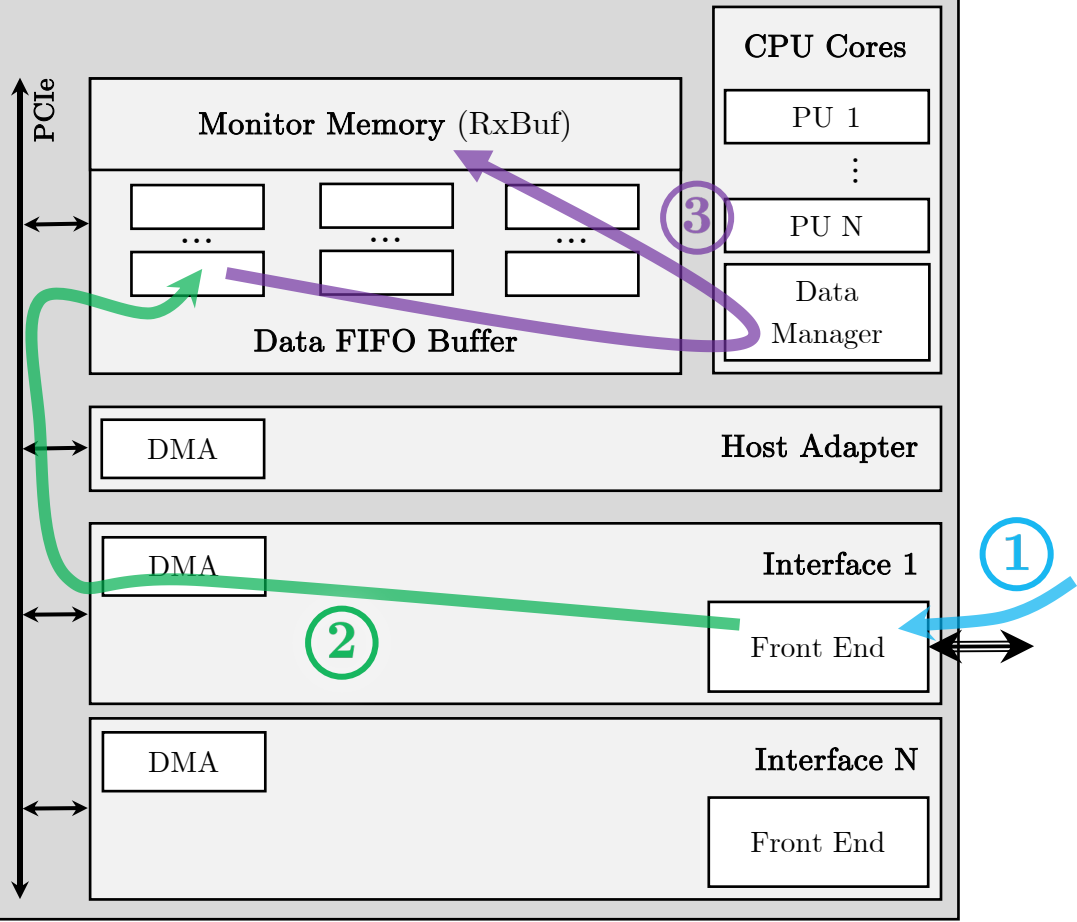 CPU Cores
PU 1
⋮
PU N
Data
Manager
PCIe
Monitor Memory (RxBuf)
...
...
...
Data FIFO Buffer
3
DMA
Host Adapter
DMA
Interface 1
Front End
1
2
DMA
Interface N
Front End